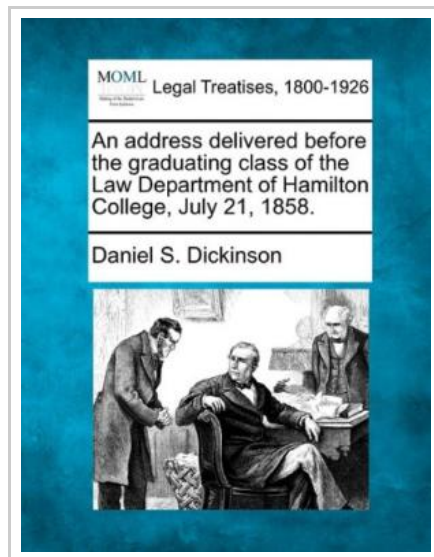 MOML
Legal Treatises, 1800-1926
An address delivered before
the graduating class of the
Law Department of Hamilton
College, July 21, 1858.
Daniel S. Dickinson